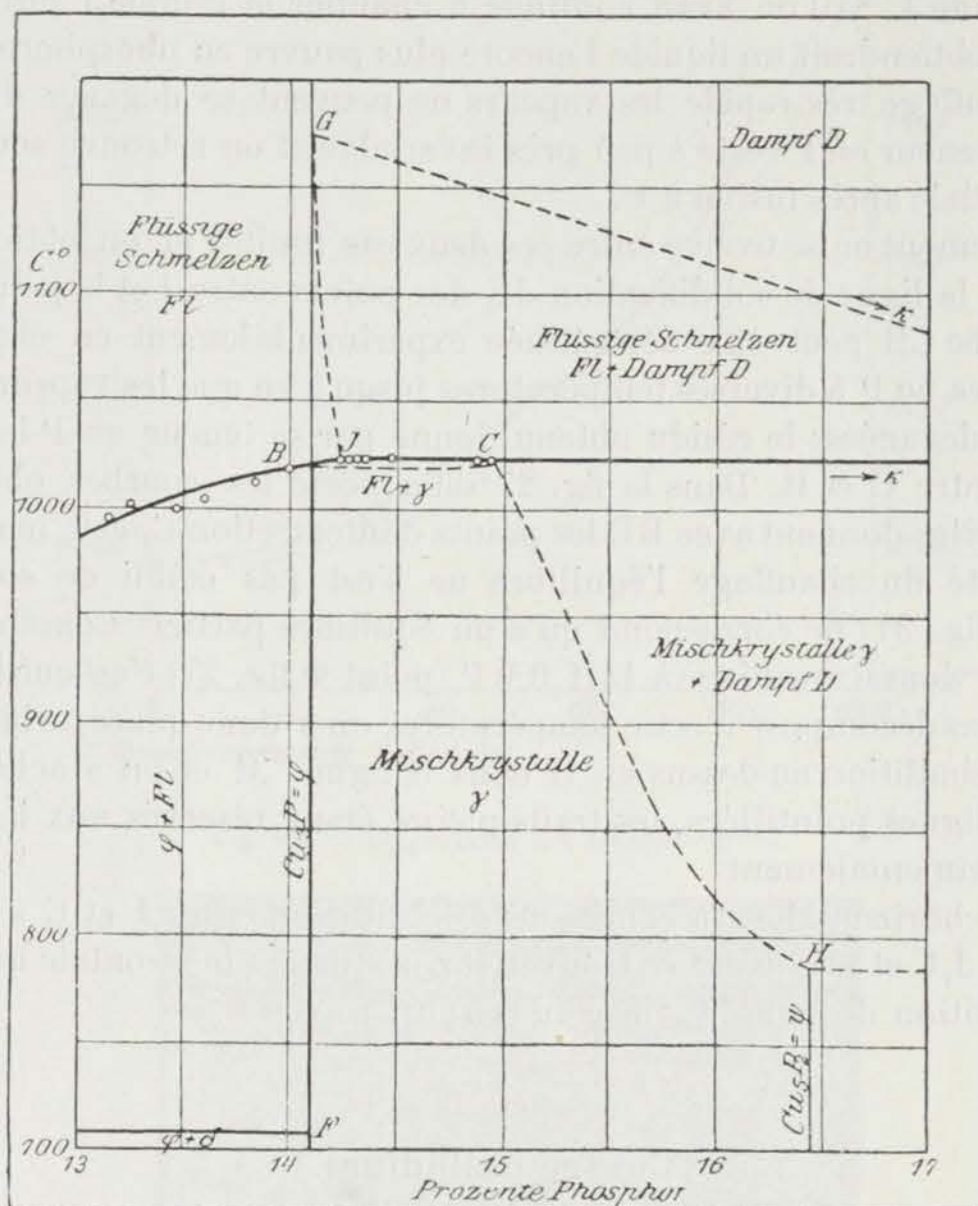 G
Dampf D
Flüssige
Schmelzen
Fl
C°
1100
K
Flüssige Schmelzen
Fl + Dampf D
B
J
C
Fl + γ
K
1000
Mischkrystalle γ
+ Dampf D
900
Mischkrystalle
γ
φ + Fl
Cu₃P = φ
800
H
Cu₅P₂ = ψ
F
700
13
14
15
16
17
Prozente Phosphor